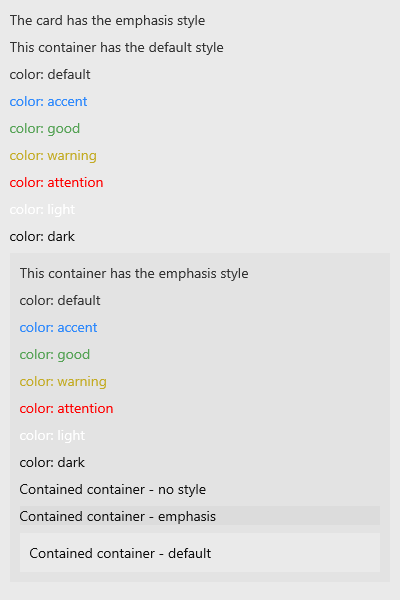 The card has the emphasis style
This container has the default style
color: default
color: accent
color: good
color: warning
color: attention
color: light
color: dark
This container has the emphasis style
color: default
color: accent
color: good
color: warning
color: attention
color: light
color: dark
Contained container - no style
Contained container - emphasis
Contained container - default